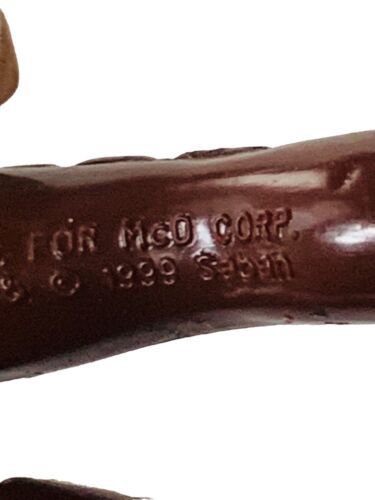 . FOR McD CORP.
& © 1999 Saban